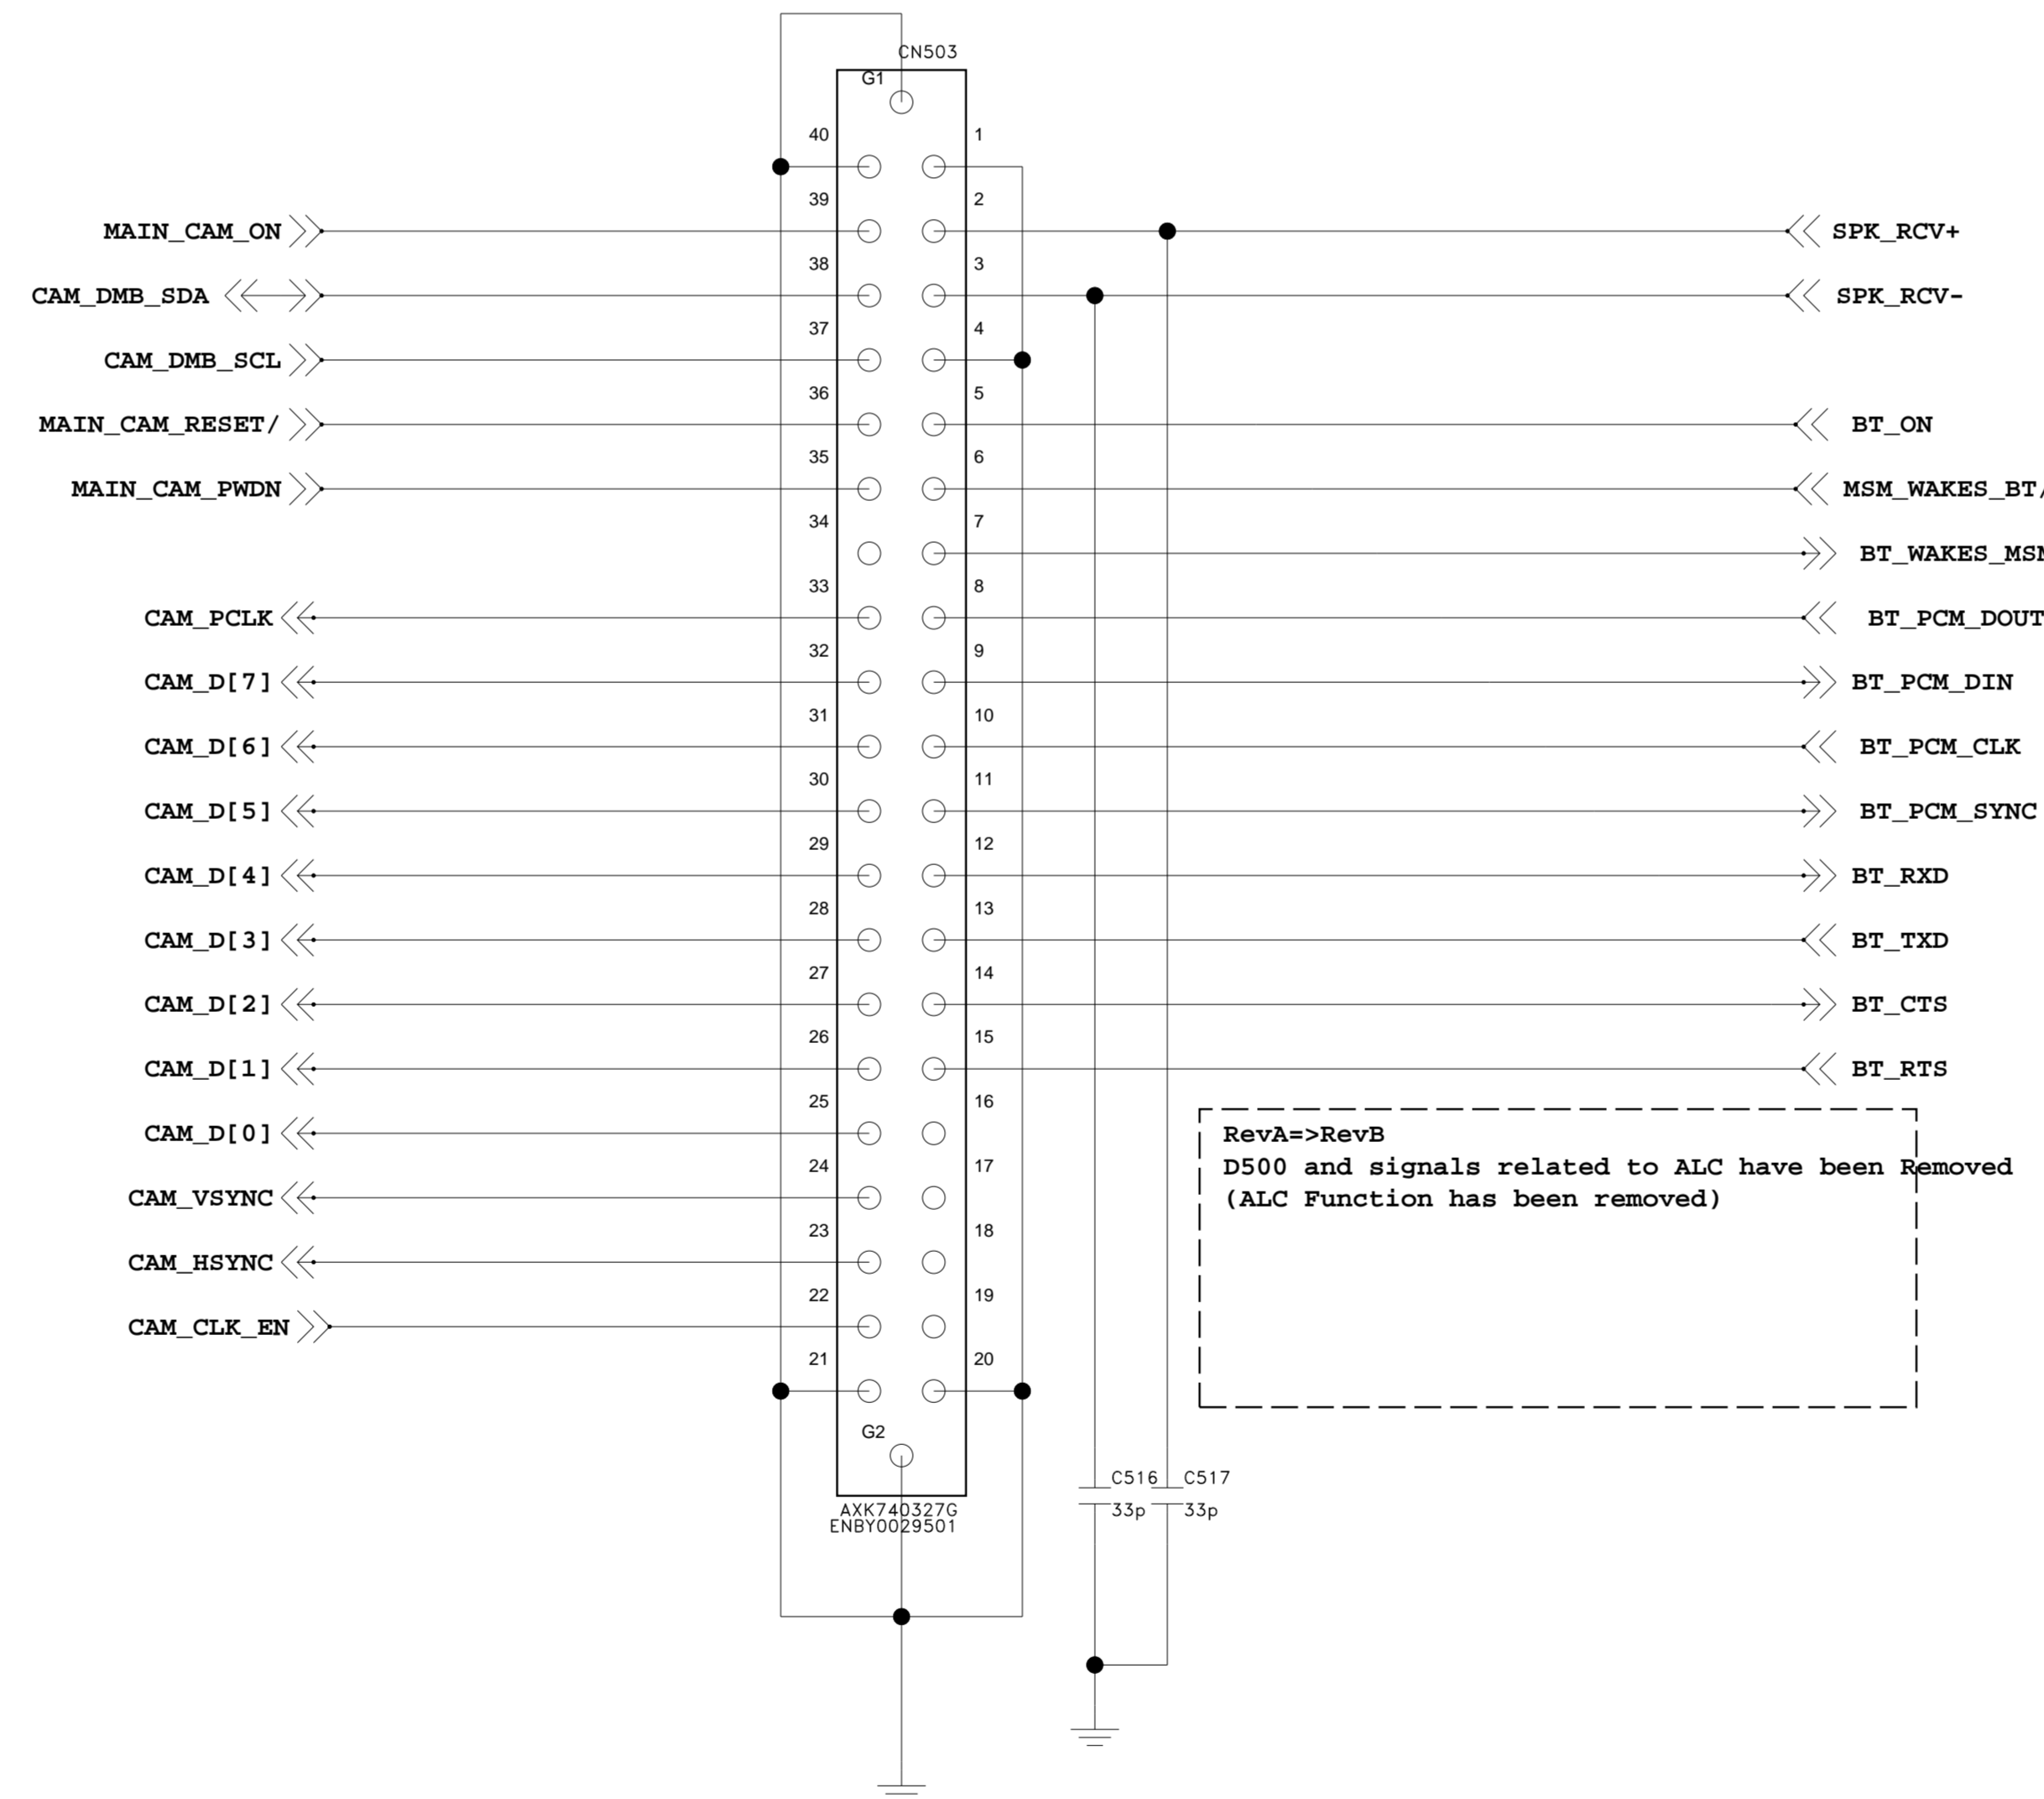 CN503
G1
40 1
39 2
MAIN_CAM_ON SPK_RCV+
38 3
CAM_DMB_SDA SPK_RCV-
37 4
CAM_DMB_SCL
36 5
MAIN_CAM_RESET/ BT_ON
35 6
MAIN_CAM_PWDN MSM_WAKES_BT/
34 7
BT_WAKES_MSM
33 8
CAM_PCLK BT_PCM_DOUT
32 9
CAM_D[7] BT_PCM_DIN
31 10
CAM_D[6] BT_PCM_CLK
30 11
CAM_D[5] BT_PCM_SYNC
29 12
CAM_D[4] BT_RXD
28 13
CAM_D[3] BT_TXD
27 14
CAM_D[2] BT_CTS
26 15
CAM_D[1] BT_RTS
25 16
CAM_D[0] RevA=>RevB
24 17
D500 and signals related to ALC have been Removed
CAM_VSYNC (ALC Function has been removed)
23 18
CAM_HSYNC
22 19
CAM_CLK_EN
21 20
G2
C516 C517
AXK740327G 33p 33p
ENBY0029501